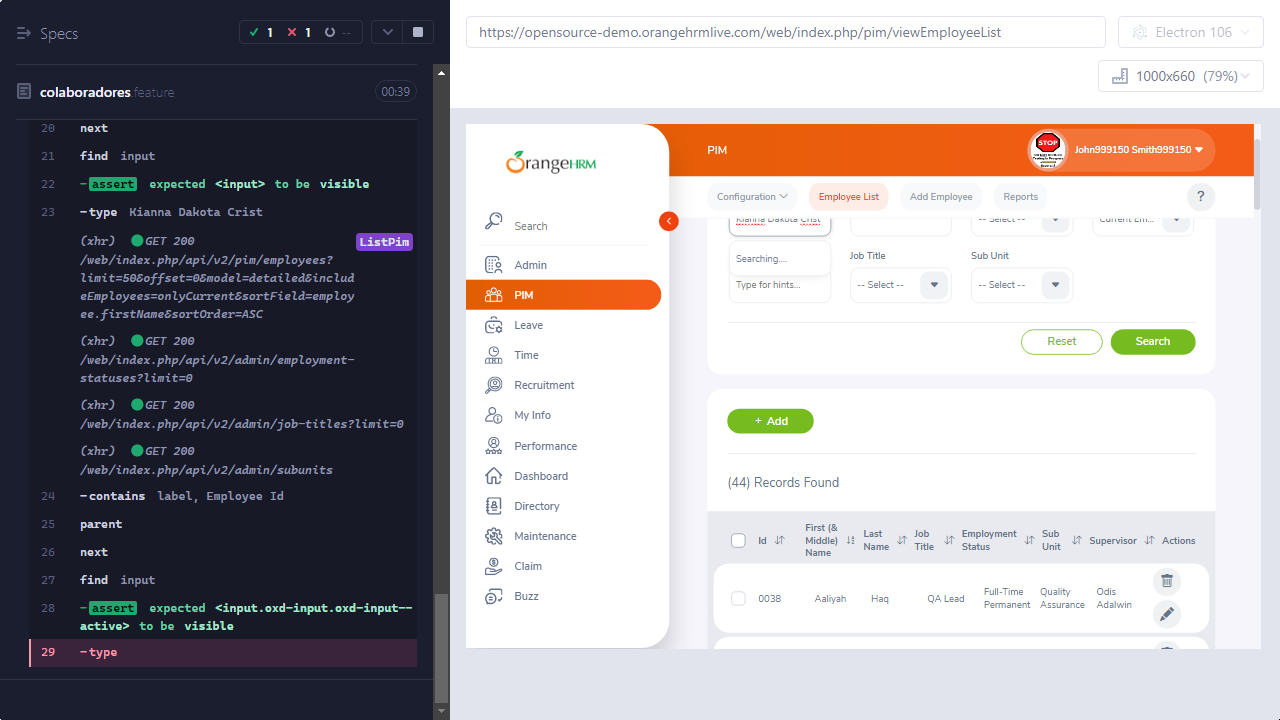 Specs
1
1
--
colaboradores.feature
00:39
20 next
21 find input
22 -assert expected <input> to be visible
23 -type Kianna Dakota Crist
(xhr) GET 200
ListPim
/web/index.php/api/v2/pim/employees?
limit=50&offset=0&model=detailed&includ
eEmployees=onlyCurrent&sortField=employ
ee.firstName&sortOrder=ASC
(xhr) GET 200
/web/index.php/api/v2/admin/employment-
statuses?limit=0
(xhr) GET 200
/web/index.php/api/v2/admin/job-titles?limit=0
(xhr) GET 200
/web/index.php/api/v2/admin/subunits
24 -contains label, Employee Id
25 parent
26 next
27 find input
28 -assert expected <input.oxd-input.oxd-input--
active> to be visible
29 -type
https://opensource-demo.orangehrmlive.com/web/index.php/pim/viewEmployeeList
Electron 106
1000x660 (79%)
OrangeHRM
Search
Admin
PIM
Leave
Time
Recruitment
My Info
Performance
Dashboard
Directory
Maintenance
Claim
Buzz
PIM
STOP
John999150 Smith999150
Configuration
Employee List
Add Employee
Reports
?
Kianna Dakota Crist
-- Select --
Current Em...
Searching....
Job Title
Sub Unit
Type for hints...
-- Select --
-- Select --
Reset
Search
+ Add
(44) Records Found
Id
First (& Middle) Name
Last Name
Job Title
Employment Status
Sub Unit
Supervisor
Actions
0038
Aaliyah
Haq
QA Lead
Full-Time Permanent
Quality Assurance
Odis Adalwin